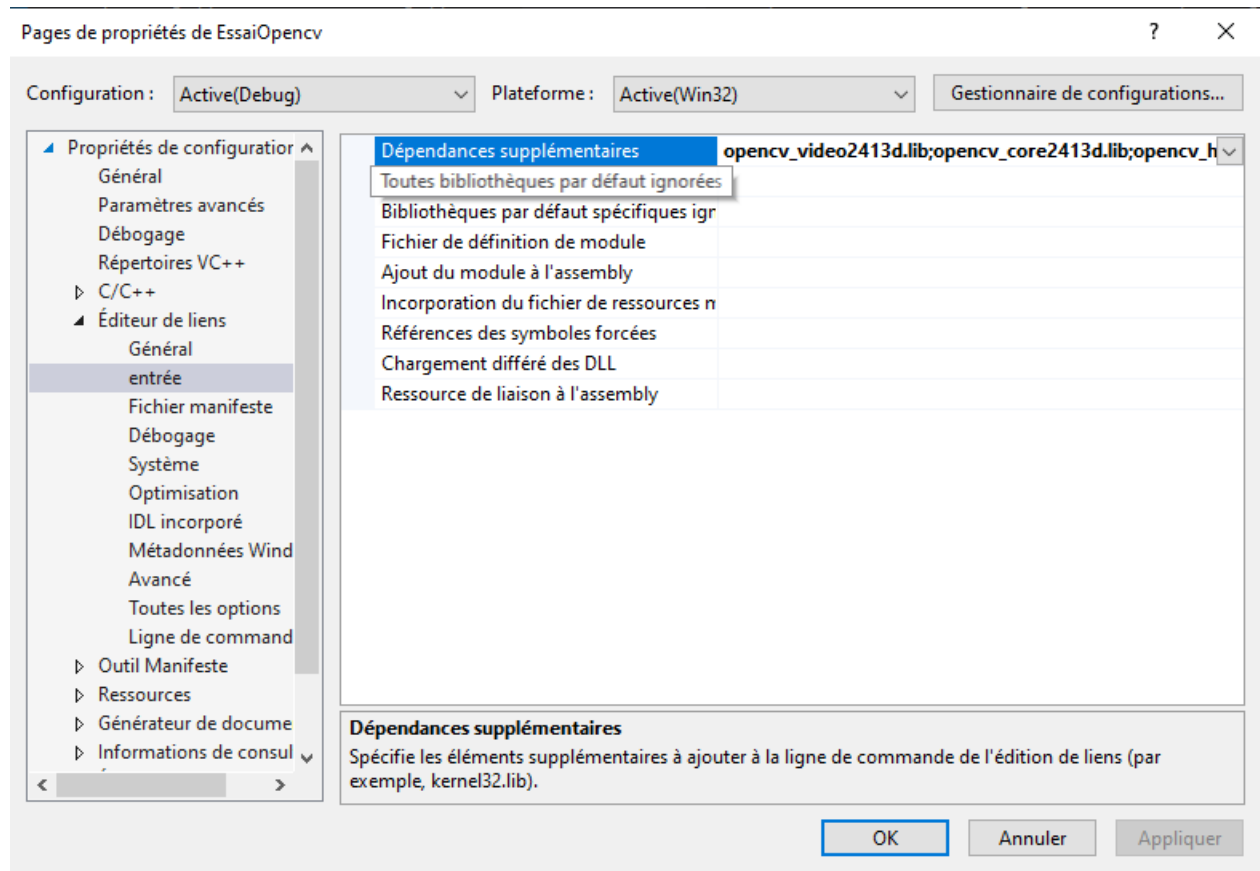 Pages de propriétés de EssaiOpencv ?
Configuration : Active(Debug) Plateforme : Active(Win32) Gestionnaire de configurations...
Propriétés de configuration
Général
Paramètres avancés
Débogage
Répertoires VC++
C/C++
Éditeur de liens
Général
entrée
Fichier manifeste
Débogage
Système
Optimisation
IDL incorporé
Métadonnées Wind
Avancé
Toutes les options
Ligne de command
Outil Manifeste
Ressources
Générateur de docume
Informations de consul
Dépendances supplémentaires opencv_video2413d.lib;opencv_core2413d.lib;opencv_h
Toutes bibliothèques par défaut ignorées
Bibliothèques par défaut spécifiques igr
Fichier de définition de module
Ajout du module à l'assembly
Incorporation du fichier de ressources m
Références des symboles forcées
Chargement différé des DLL
Ressource de liaison à l'assembly
Dépendances supplémentaires
Spécifie les éléments supplémentaires à ajouter à la ligne de commande de l'édition de liens (par
exemple, kernel32.lib).
OK Annuler Appliquer